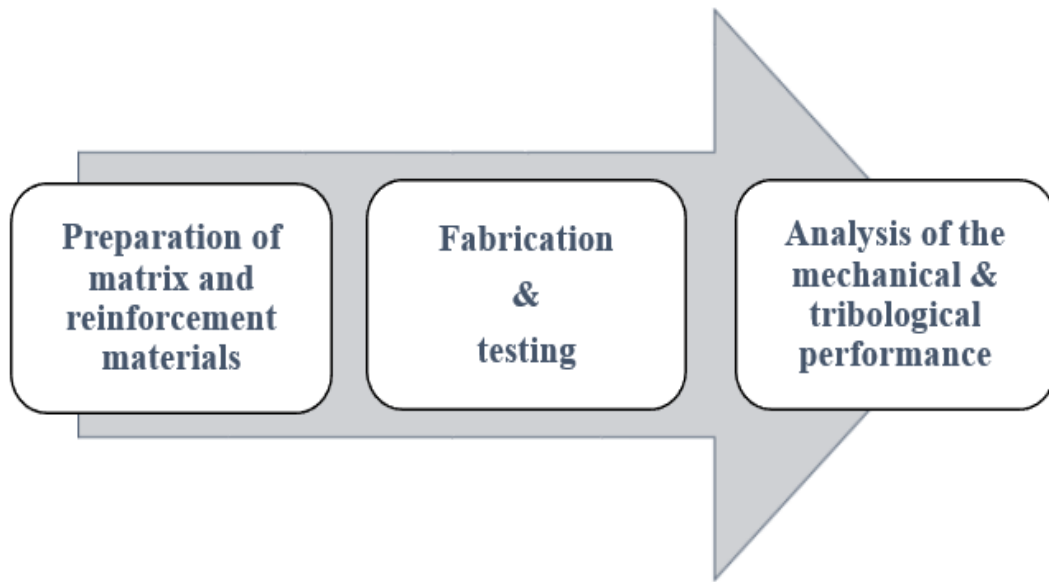 Preparation of
matrix and
reinforcement
materials
Fabrication
&
testing
Analysis of the
mechanical &
tribological
performance